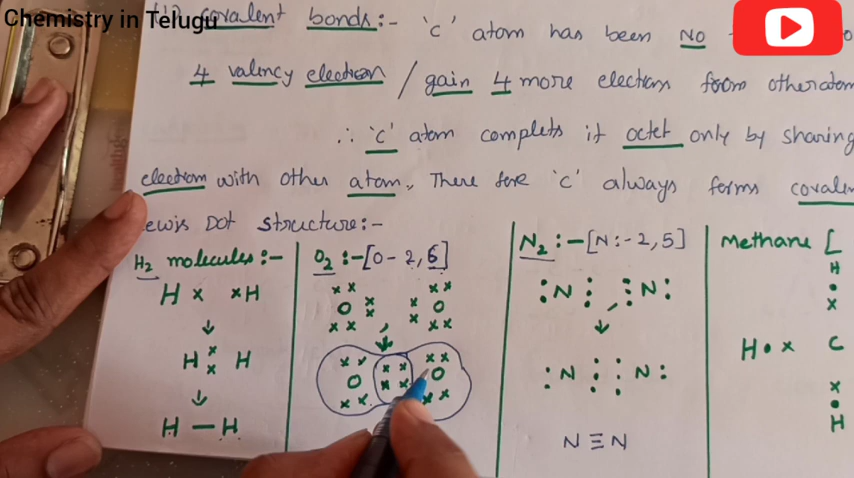 Chemistry in Telugu
covalent bonds :- 'c' atom has been NO
4 valency electron / gain 4 more electrons from other atom
∴ 'c' atom complets it octet only by sharing
electron with other atom,, There fore 'c' always forms covalen
ewis Dot structure :-
H2 molecules :-
H × ×H
H ×× H
H — H
O2 :- [O - 2,6]
O , O
O O
N2 :- [N :- 2,5]
:N : , : N:
:N : : N:
N ≡ N
Methane [
H
H • × C
H